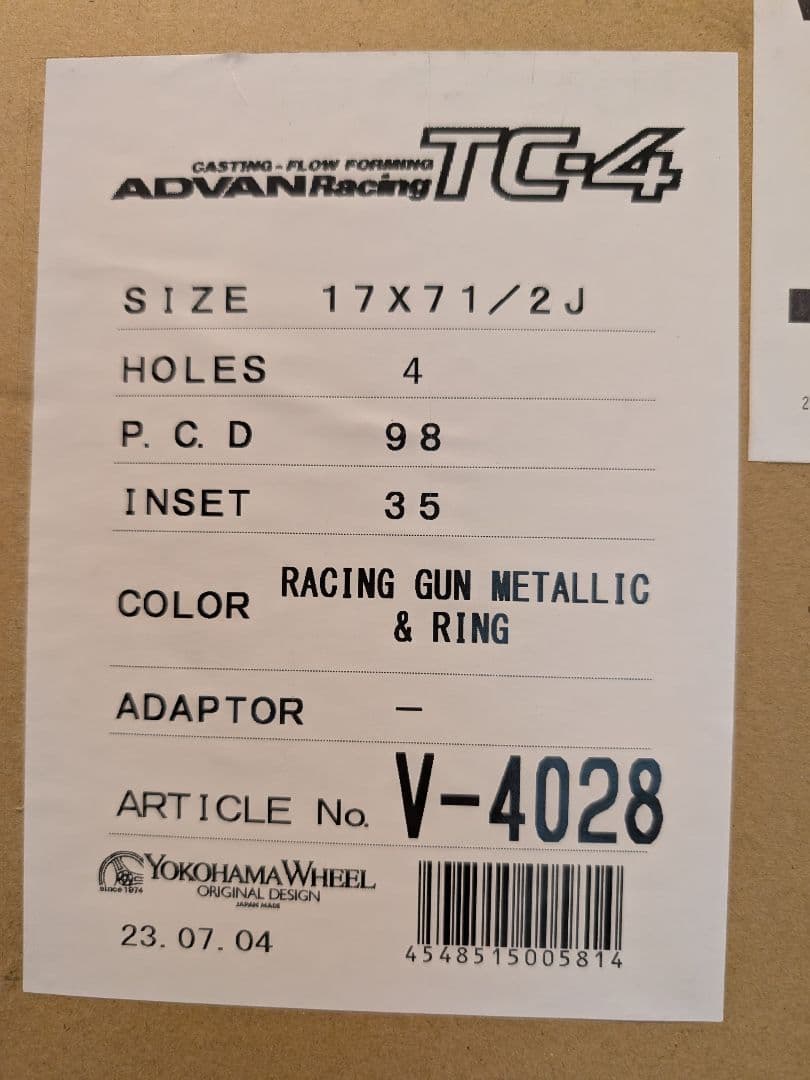 CASTING-FLOW FORMING
ADVAN Racing TC-4
SIZE 17X71/2J
HOLES 4
P.C.D 98
INSET 35
COLOR RACING GUN METALLIC
& RING
ADAPTOR －
ARTICLE No. V-4028
YOKOHAMA WHEEL
since 1974
ORIGINAL DESIGN
JAPAN MADE
23.07.04
4548515005814
2